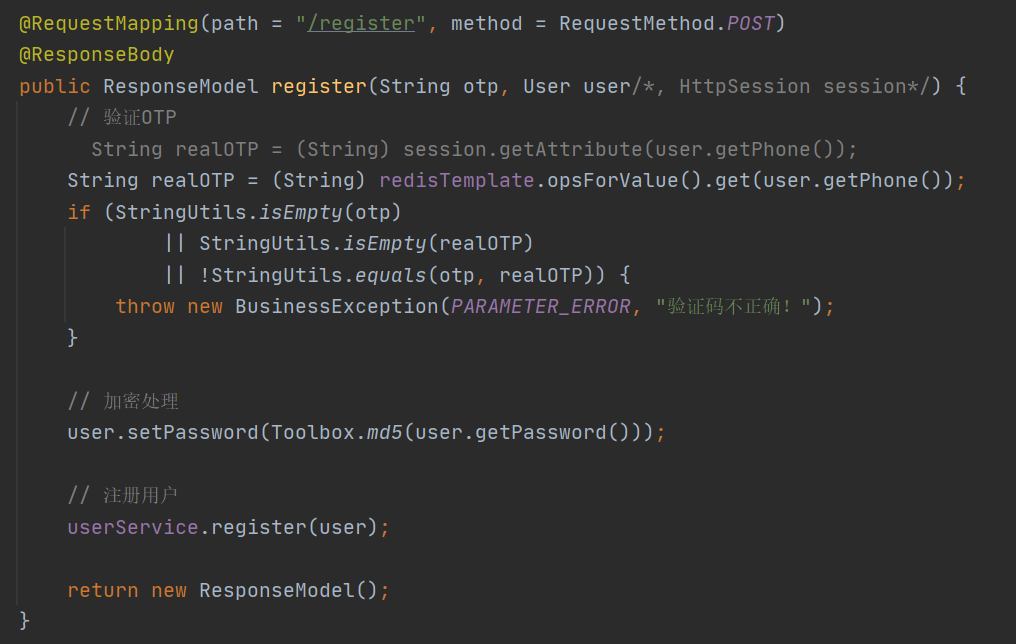 @RequestMapping(path = "/register", method = RequestMethod.POST)
@ResponseBody
public ResponseModel register(String otp, User user/*, HttpSession session*/) {
    // 验证OTP
      String realOTP = (String) session.getAttribute(user.getPhone());
    String realOTP = (String) redisTemplate.opsForValue().get(user.getPhone());
    if (StringUtils.isEmpty(otp)
            || StringUtils.isEmpty(realOTP)
            || !StringUtils.equals(otp, realOTP)) {
        throw new BusinessException(PARAMETER_ERROR, "验证码不正确！");
    }
    // 加密处理
    user.setPassword(Toolbox.md5(user.getPassword()));
    // 注册用户
    userService.register(user);
    return new ResponseModel();
}